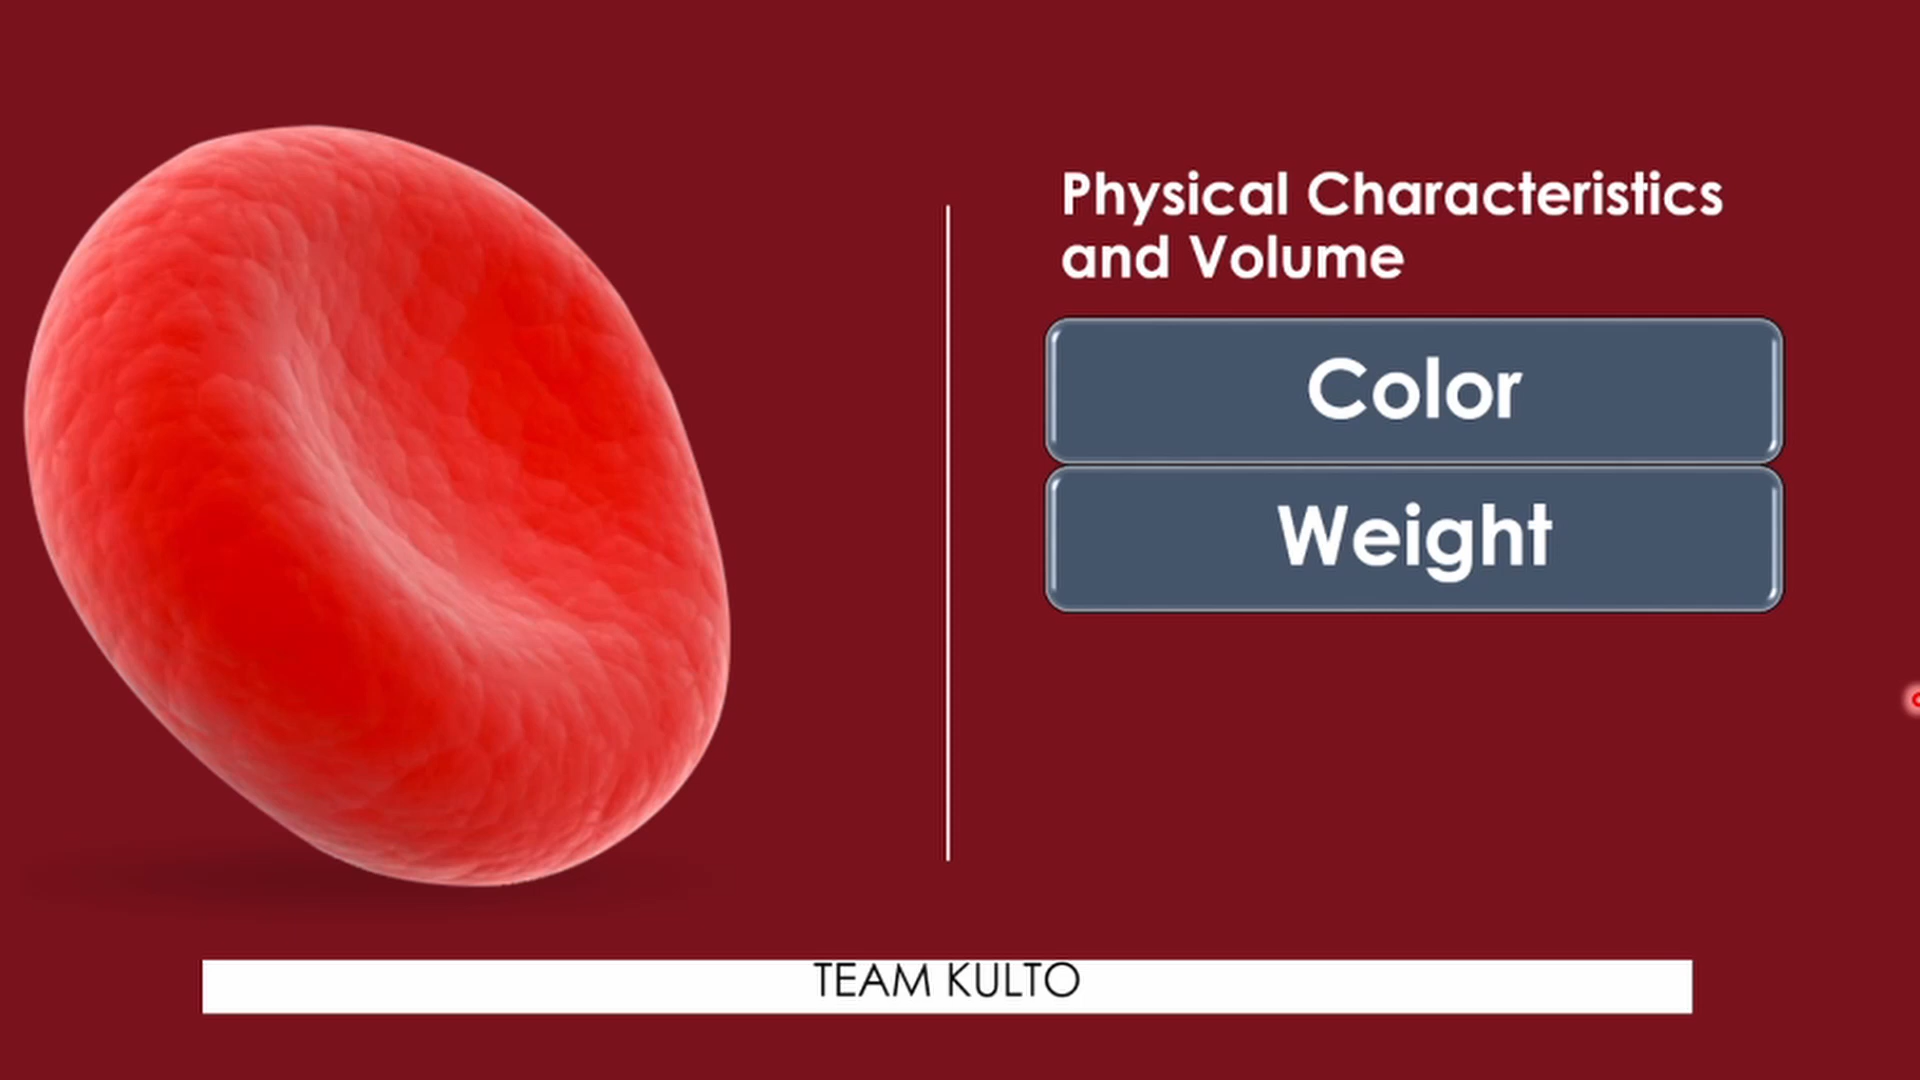 Physical Characteristics
and Volume
Color
Weight
TEAM KULTO